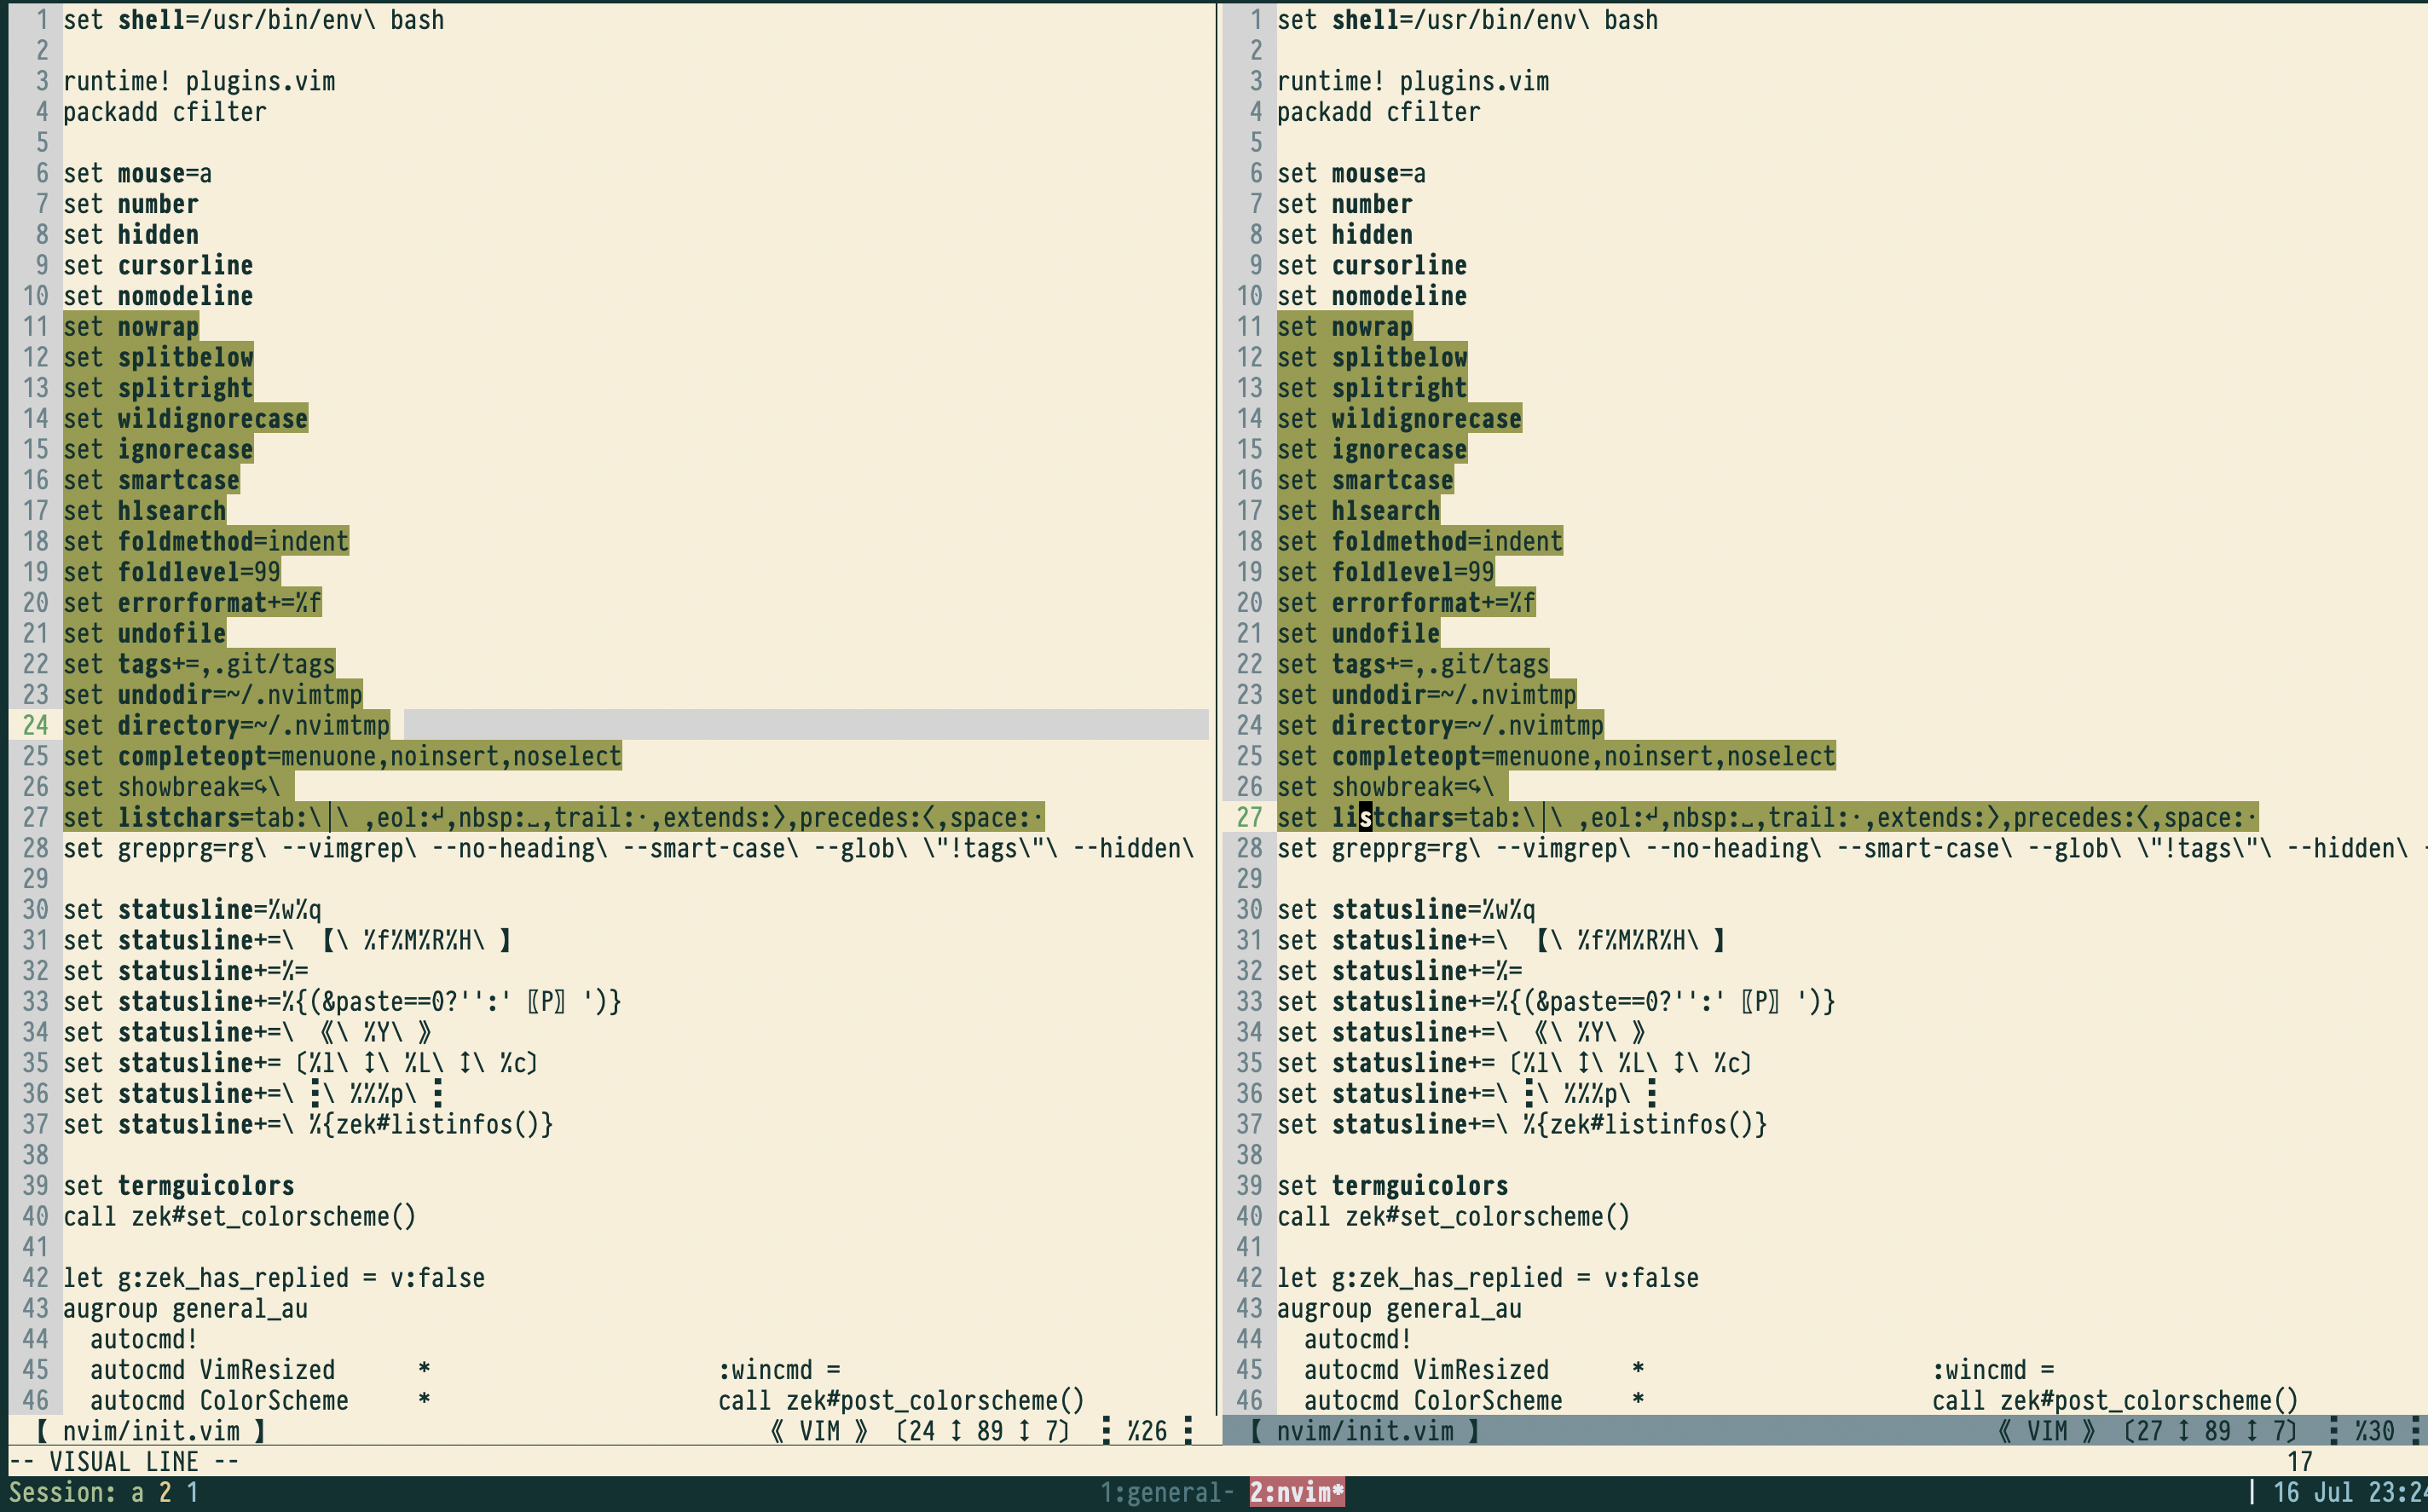 1 set shell=/usr/bin/env\ bash
2
3 runtime! plugins.vim
4 packadd cfilter
5
6 set mouse=a
7 set number
8 set hidden
9 set cursorline
10 set nomodeline
11 set nowrap
12 set splitbelow
13 set splitright
14 set wildignorecase
15 set ignorecase
16 set smartcase
17 set hlsearch
18 set foldmethod=indent
19 set foldlevel=99
20 set errorformat+=%f
21 set undofile
22 set tags+=,.git/tags
23 set undodir=~/.nvimtmp
24 set directory=~/.nvimtmp
25 set completeopt=menuone,noinsert,noselect
26 set showbreak=↪\
27 set listchars=tab:\│\ ,eol:↲,nbsp:␣,trail:·,extends:⟩,precedes:⟨,space:·
28 set grepprg=rg\ --vimgrep\ --no-heading\ --smart-case\ --glob\ \"!tags\"\ --hidden\
29
30 set statusline=%w%q
31 set statusline+=\ 【\ %f%M%R%H\ 】
32 set statusline+=%=
33 set statusline+=%{(&paste==0?'':' 〖P〗 ')}
34 set statusline+=\ 《\ %Y\ 》
35 set statusline+=〔%l\ ↕\ %L\ ↕\ %c〕
36 set statusline+=\ ⡇\ %%%p\ ⡇
37 set statusline+=\ %{zek#listinfos()}
38
39 set termguicolors
40 call zek#set_colorscheme()
41
42 let g:zek_has_replied = v:false
43 augroup general_au
44   autocmd!
45   autocmd VimResized      *                     :wincmd =
46   autocmd ColorScheme     *                     call zek#post_colorscheme()
【 nvim/init.vim 】 《 VIM 》〔24 ↕ 89 ↕ 7〕 ⡇ %26 ⡇
1 set shell=/usr/bin/env\ bash
2
3 runtime! plugins.vim
4 packadd cfilter
5
6 set mouse=a
7 set number
8 set hidden
9 set cursorline
10 set nomodeline
11 set nowrap
12 set splitbelow
13 set splitright
14 set wildignorecase
15 set ignorecase
16 set smartcase
17 set hlsearch
18 set foldmethod=indent
19 set foldlevel=99
20 set errorformat+=%f
21 set undofile
22 set tags+=,.git/tags
23 set undodir=~/.nvimtmp
24 set directory=~/.nvimtmp
25 set completeopt=menuone,noinsert,noselect
26 set showbreak=↪\
27 set listchars=tab:\│\ ,eol:↲,nbsp:␣,trail:·,extends:⟩,precedes:⟨,space:·
28 set grepprg=rg\ --vimgrep\ --no-heading\ --smart-case\ --glob\ \"!tags\"\ --hidden\ -
29
30 set statusline=%w%q
31 set statusline+=\ 【\ %f%M%R%H\ 】
32 set statusline+=%=
33 set statusline+=%{(&paste==0?'':' 〖P〗 ')}
34 set statusline+=\ 《\ %Y\ 》
35 set statusline+=〔%l\ ↕\ %L\ ↕\ %c〕
36 set statusline+=\ ⡇\ %%%p\ ⡇
37 set statusline+=\ %{zek#listinfos()}
38
39 set termguicolors
40 call zek#set_colorscheme()
41
42 let g:zek_has_replied = v:false
43 augroup general_au
44   autocmd!
45   autocmd VimResized      *                     :wincmd =
46   autocmd ColorScheme     *                     call zek#post_colorscheme()
【 nvim/init.vim 】 《 VIM 》〔27 ↕ 89 ↕ 7〕 ⡇ %30 ⡇
-- VISUAL LINE -- 17
Session: a 2 1 1:general- 2:nvim* | 16 Jul 23:24